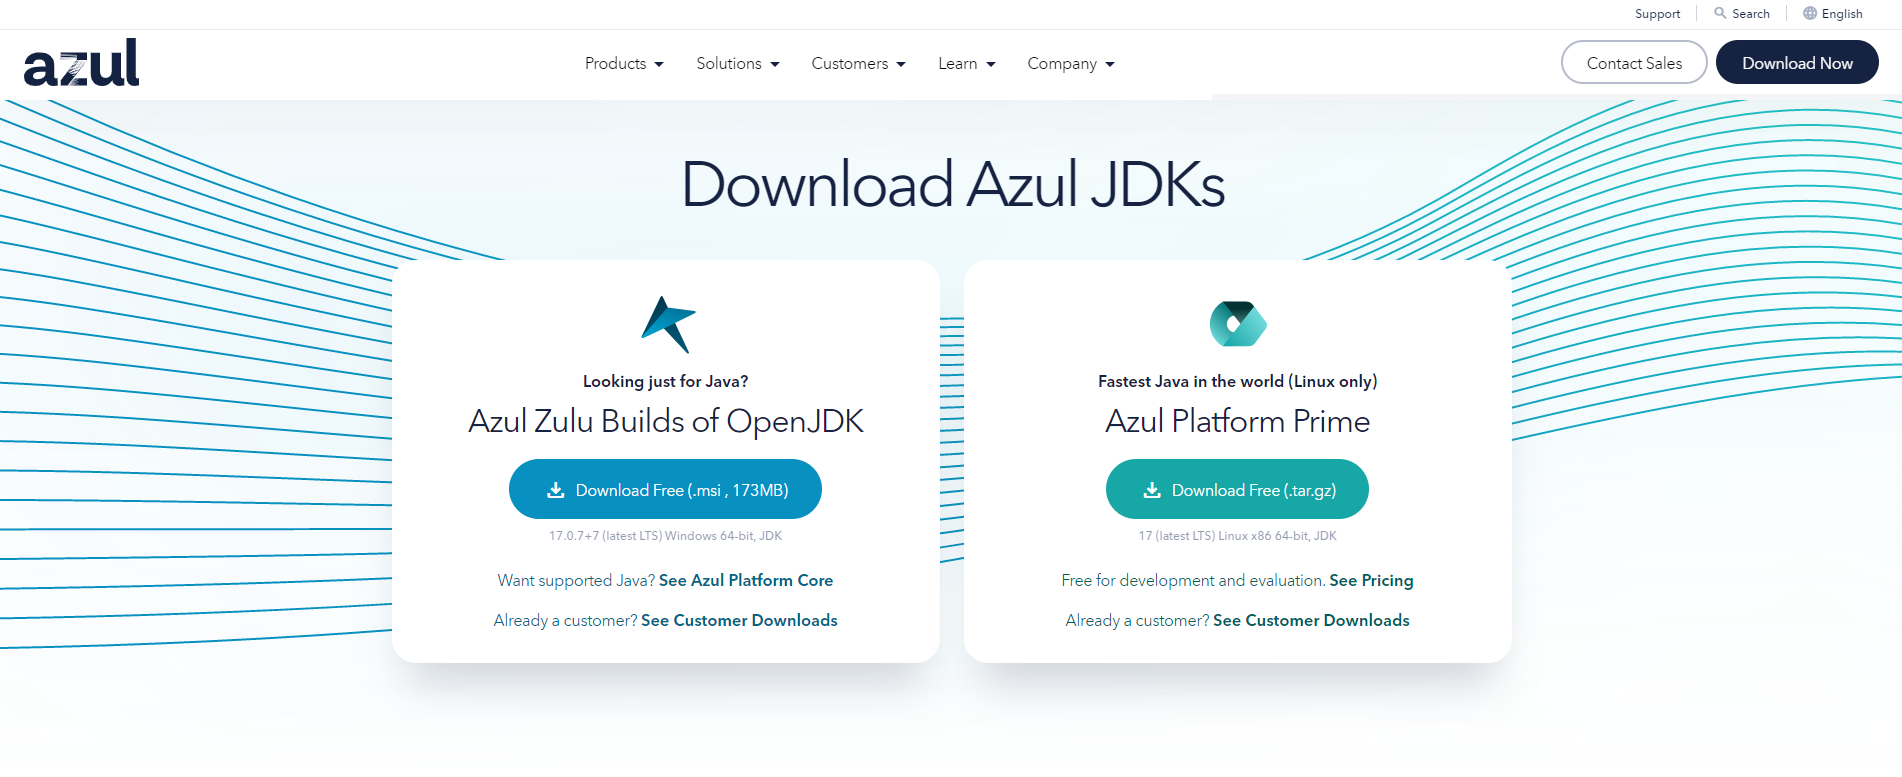 Support Search English
azul Products Solutions Customers Learn Company Contact Sales Download Now
Download Azul JDKs
Looking just for Java?
Azul Zulu Builds of OpenJDK
Download Free (.msi , 173MB)
17.0.7+7 (latest LTS) Windows 64-bit, JDK
Want supported Java? See Azul Platform Core
Already a customer? See Customer Downloads
Fastest Java in the world (Linux only)
Azul Platform Prime
Download Free (.tar.gz)
17 (latest LTS) Linux x86 64-bit, JDK
Free for development and evaluation. See Pricing
Already a customer? See Customer Downloads